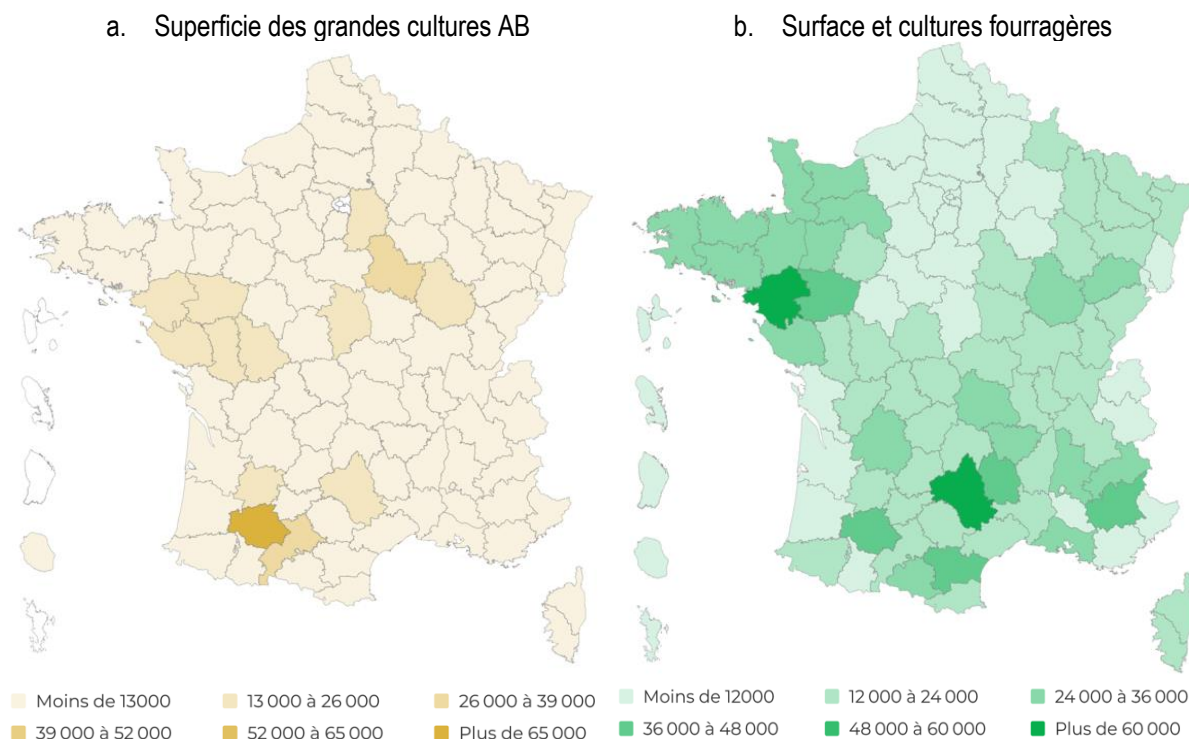 a. Superficie des grandes cultures AB
b. Surface et cultures fourragères
Moins de 13000
13 000 à 26 000
26 000 à 39 000
39 000 à 52 000
52 000 à 65 000
Plus de 65 000
Moins de 12000
12 000 à 24 000
24 000 à 36 000
36 000 à 48 000
48 000 à 60 000
Plus de 60 000